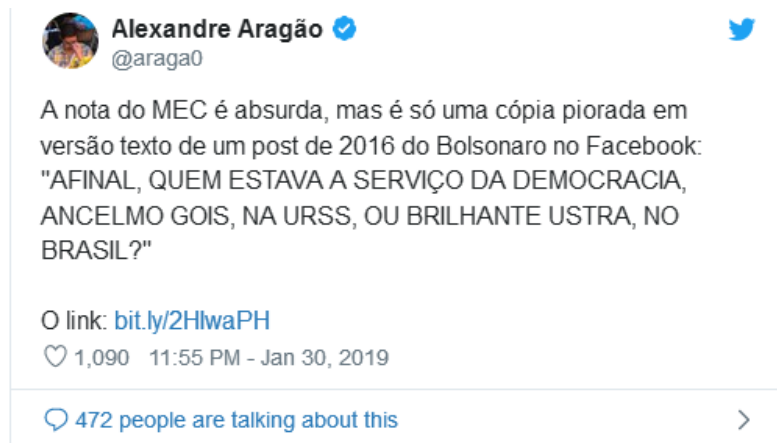 Alexandre Aragão
@araga0
A nota do MEC é absurda, mas é só uma cópia piorada em
versão texto de um post de 2016 do Bolsonaro no Facebook:
"AFINAL, QUEM ESTAVA A SERVIÇO DA DEMOCRACIA,
ANCELMO GOIS, NA URSS, OU BRILHANTE USTRA, NO
BRASIL?"
O link: bit.ly/2HlwaPH
1,090 11:55 PM - Jan 30, 2019
472 people are talking about this